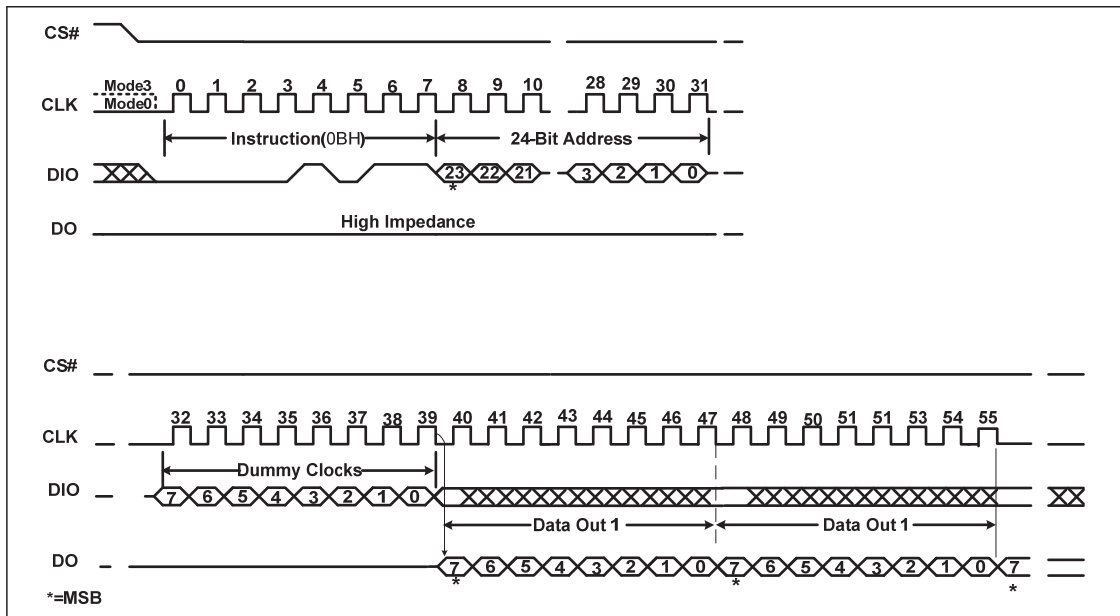 CS#
Mode3 0 1 2 3 4 5 6 7 8 9 10 28 29 30 31
CLK Mode0
Instruction(0BH) 24-Bit Address
DIO 23 22 21 3 2 1 0
*
High Impedance
DO
CS#
32 33 34 35 36 37 38 39 40 41 42 43 44 45 46 47 48 49 50 51 51 53 54 55
CLK
Dummy Clocks
DIO 7 6 5 4 3 2 1 0
Data Out 1 Data Out 1
DO 7 6 5 4 3 2 1 0 7 6 5 4 3 2 1 0 7
* * *
*=MSB